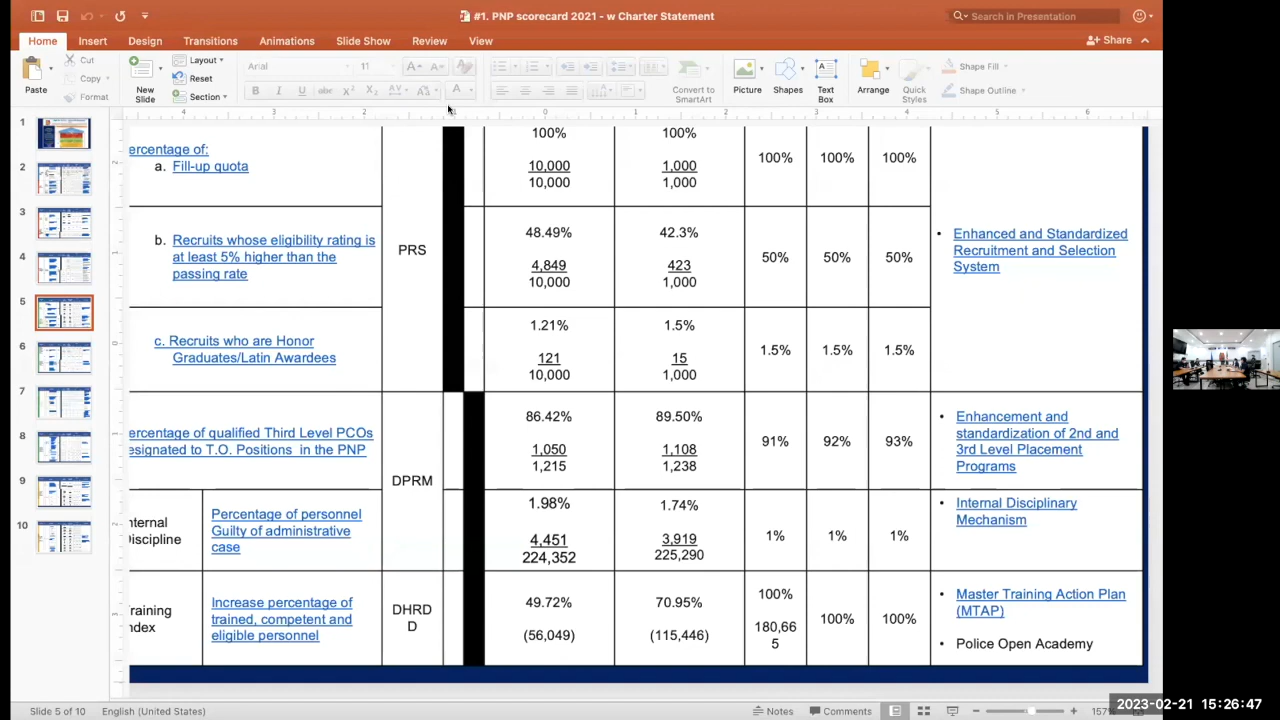 #1. PNP scorecard 2021 - w Charter Statement
Search in Presentation
Home Insert Design Transitions Animations Slide Show Review View
Share
Paste
Cut
Copy
Format
New Slide
Layout
Reset
Section
Arial 11
Convert to SmartArt
Picture
Shapes
Text Box
Arrange
Quick Styles
Shape Fill
Shape Outline
1
2
3
4
5
6
7
8
9
10
ercentage of:
a. Fill-up quota
100%
10,000
10,000
100%
1,000
1,000
100% 100% 100%
b. Recruits whose eligibility rating is
at least 5% higher than the
passing rate
PRS
48.49%
4,849
10,000
42.3%
423
1,000
50% 50% 50%
• Enhanced and Standardized
Recruitment and Selection
System
c. Recruits who are Honor
Graduates/Latin Awardees
1.21%
121
10,000
1.5%
15
1,000
1.5% 1.5% 1.5%
ercentage of qualified Third Level PCOs
esignated to T.O. Positions in the PNP
DPRM
86.42%
1,050
1,215
89.50%
1,108
1,238
91% 92% 93%
• Enhancement and
standardization of 2nd and
3rd Level Placement
Programs
nternal
iscipline
Percentage of personnel
Guilty of administrative
case
1.98%
4,451
224,352
1.74%
3,919
225,290
1% 1% 1%
• Internal Disciplinary
Mechanism
raining
ndex
Increase percentage of
trained, competent and
eligible personnel
DHRD
D
49.72%
(56,049)
70.95%
(115,446)
100%
180,66
5
100% 100%
• Master Training Action Plan
(MTAP)
• Police Open Academy
Slide 5 of 10 English (United States)
Notes Comments 157%
2023-02-21 15:26:47